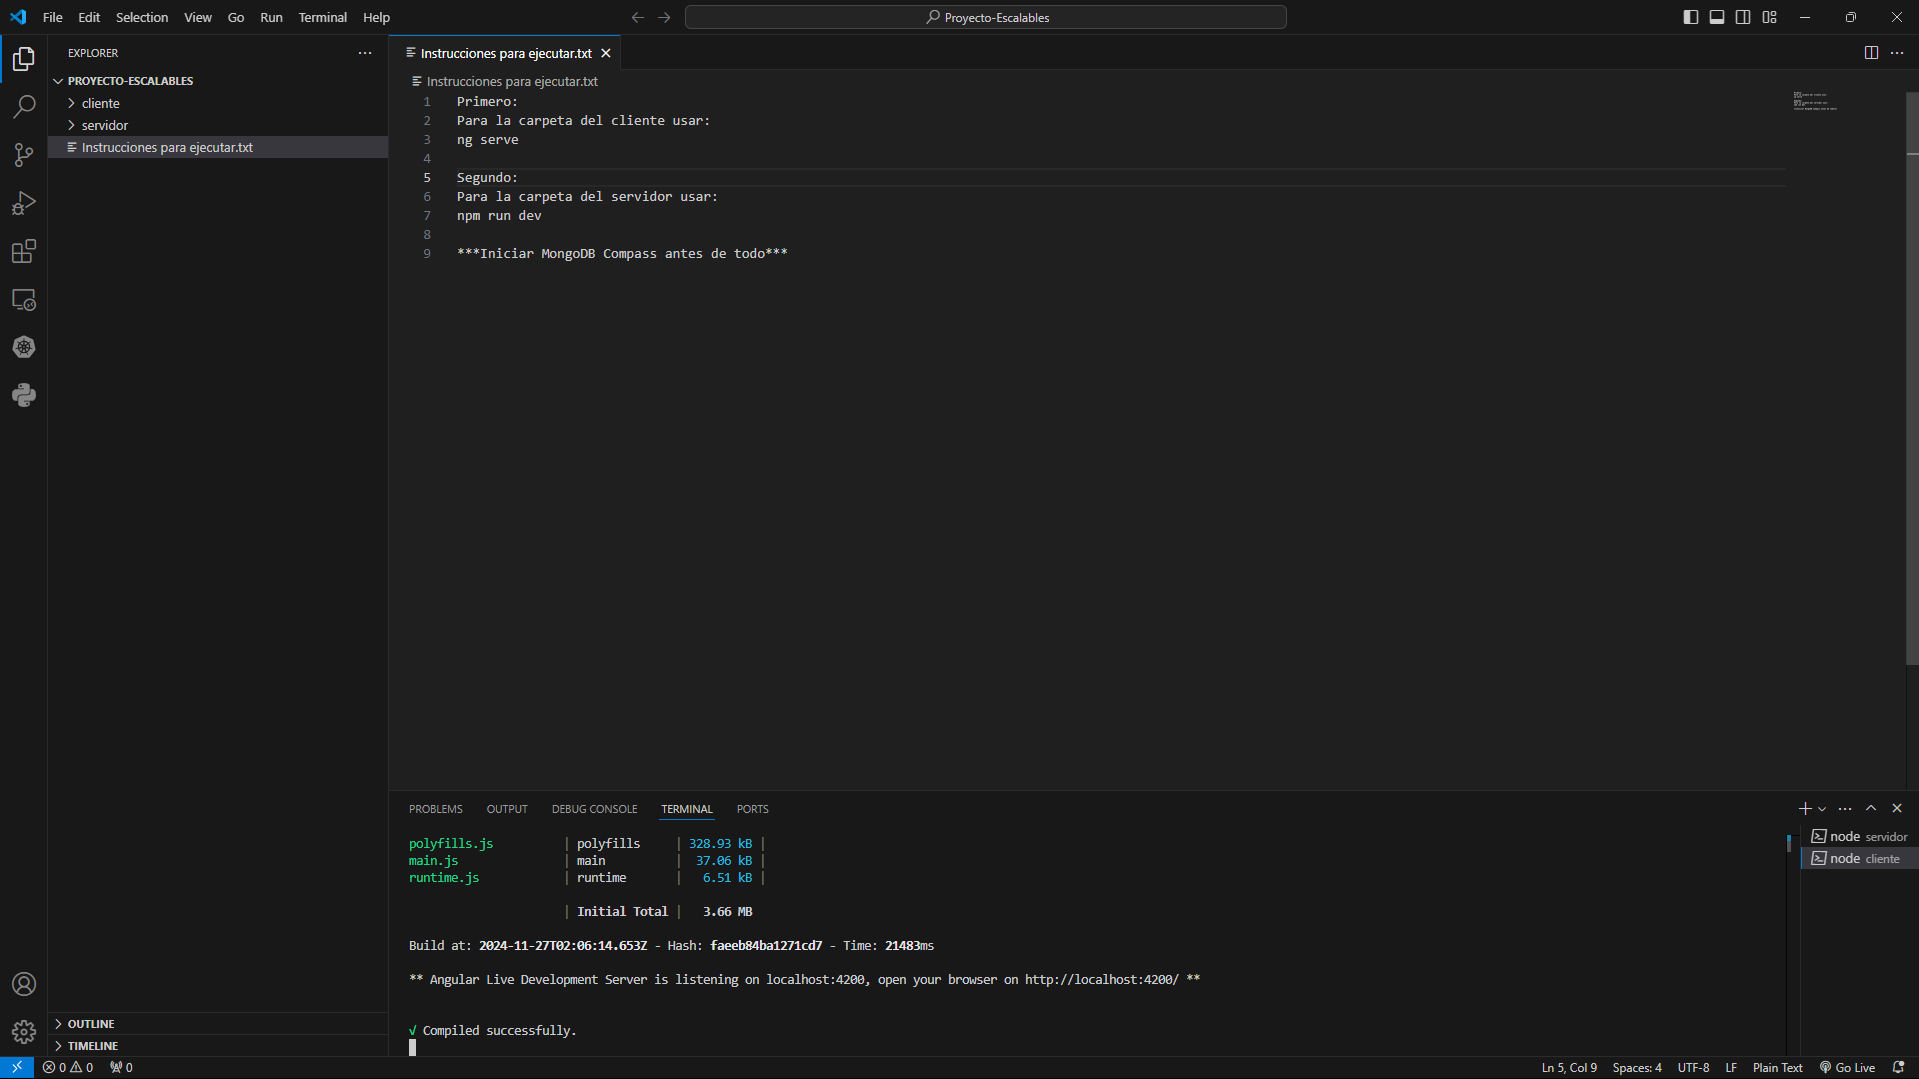 File Edit Selection View Go Run Terminal Help
Proyecto-Escalables
EXPLORER
PROYECTO-ESCALABLES
cliente
servidor
Instrucciones para ejecutar.txt
OUTLINE
TIMELINE
Instrucciones para ejecutar.txt
Instrucciones para ejecutar.txt
1 Primero:
2 Para la carpeta del cliente usar:
3 ng serve
4
5 Segundo:
6 Para la carpeta del servidor usar:
7 npm run dev
8
9 ***Iniciar MongoDB Compass antes de todo***
PROBLEMS OUTPUT DEBUG CONSOLE TERMINAL PORTS
polyfills.js | polyfills | 328.93 kB |
main.js | main | 37.06 kB |
runtime.js | runtime | 6.51 kB |
| Initial Total | 3.66 MB
Build at: 2024-11-27T02:06:14.653Z - Hash: faeeb84ba1271cd7 - Time: 21483ms
** Angular Live Development Server is listening on localhost:4200, open your browser on http://localhost:4200/ **
√ Compiled successfully.
node servidor
node cliente
0 0 0
Ln 5, Col 9 Spaces: 4 UTF-8 LF Plain Text Go Live